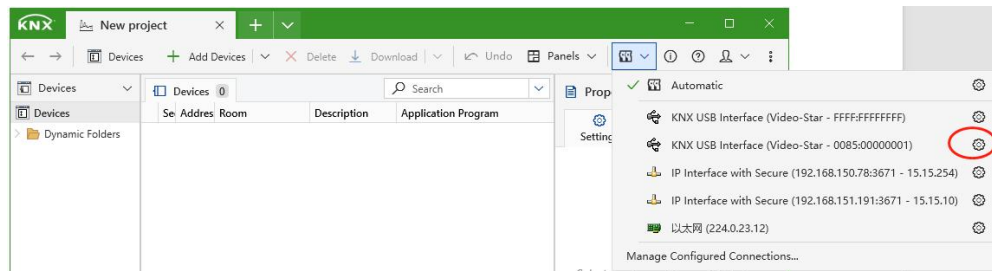 KNX New project
Devices Add Devices Delete Download Undo Panels
Devices Devices 0 Search Prop
Devices Addres Room Description Application Program Setting
Dynamic Folders
Automatic
KNX USB Interface (Video-Star - FFFF:FFFFFFFF)
KNX USB Interface (Video-Star - 0085:00000001)
IP Interface with Secure (192.168.150.78:3671 - 15.15.254)
IP Interface with Secure (192.168.151.191:3671 - 15.15.10)
以太网 (224.0.23.12)
Manage Configured Connections...